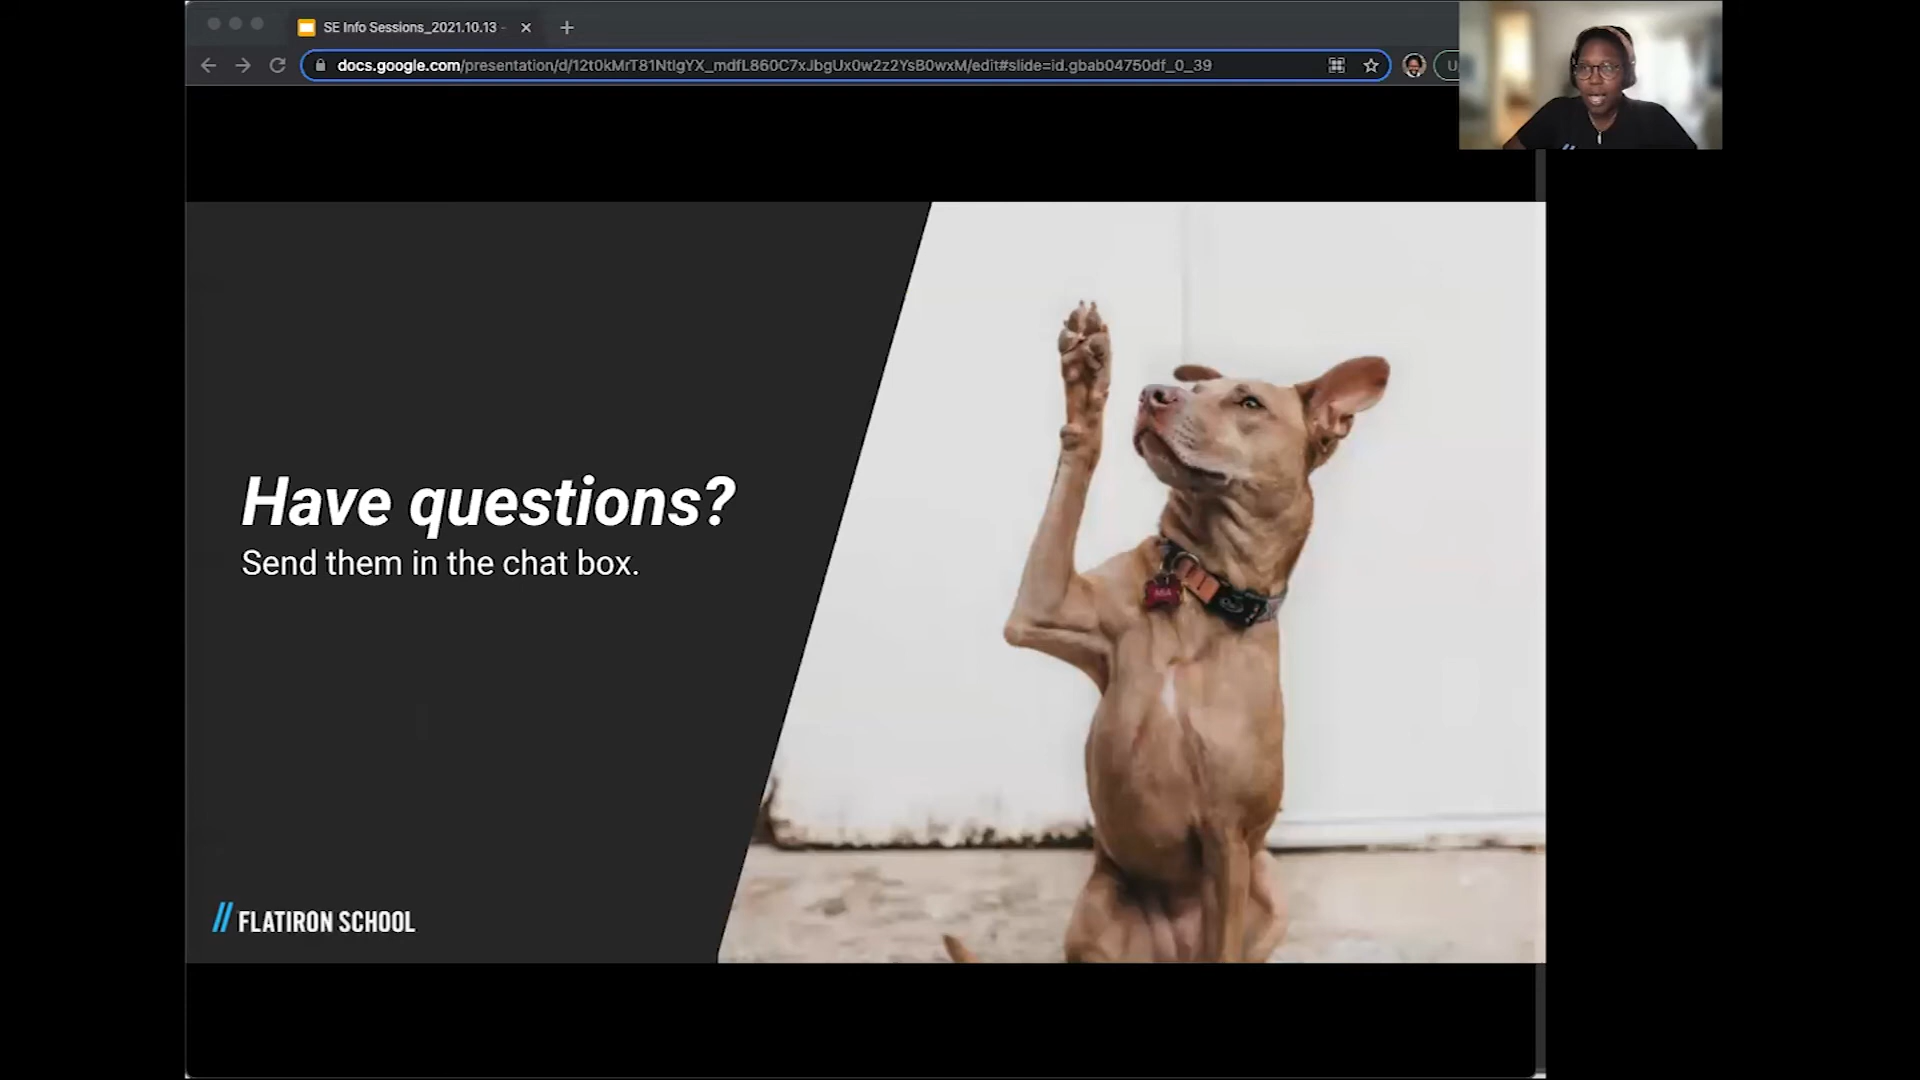 SE Info Sessions_2021.10.13 -
docs.google.com/presentation/d/12t0kMrT81NtlgYX_mdfL860C7xJbgUx0w2z2YsB0wxM/edit#slide=id.gbab04750df_0_39
U
Have questions?
Send them in the chat box.
FLATIRON SCHOOL